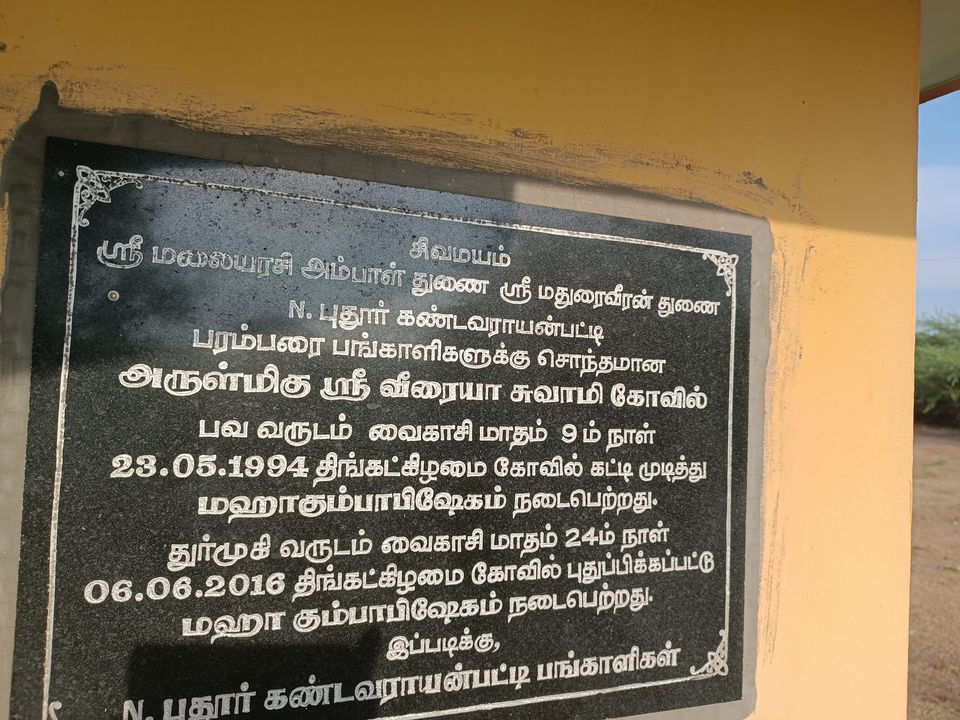 சிவமயம்
ஸ்ரீ மலையரசி அம்பாள் துணை ஸ்ரீ மதுரைவீரன் துணை
N. புதூர் கண்டவராயன்பட்டி
பரம்பரை பங்காளிகளுக்கு சொந்தமான
அருள்மிகு ஸ்ரீ வீரையா சுவாமி கோவில்
பவ வருடம் வைகாசி மாதம் 9 ம் நாள்
23.05.1994 திங்கட்கிழமை கோவில் கட்டி முடித்து
மஹாகும்பாபிஷேகம் நடைபெற்றது.
துர்முசி வருடம் வைகாசி மாதம் 24ம் நாள்
06.06.2016 திங்கட்கிழமை கோவில் புதுப்பிக்கப்பட்டு
மஹா கும்பாபிஷேகம் நடைபெற்றது.
இப்படிக்கு,
N. புதூர் கண்டவராயன்பட்டி பங்காளிகள்